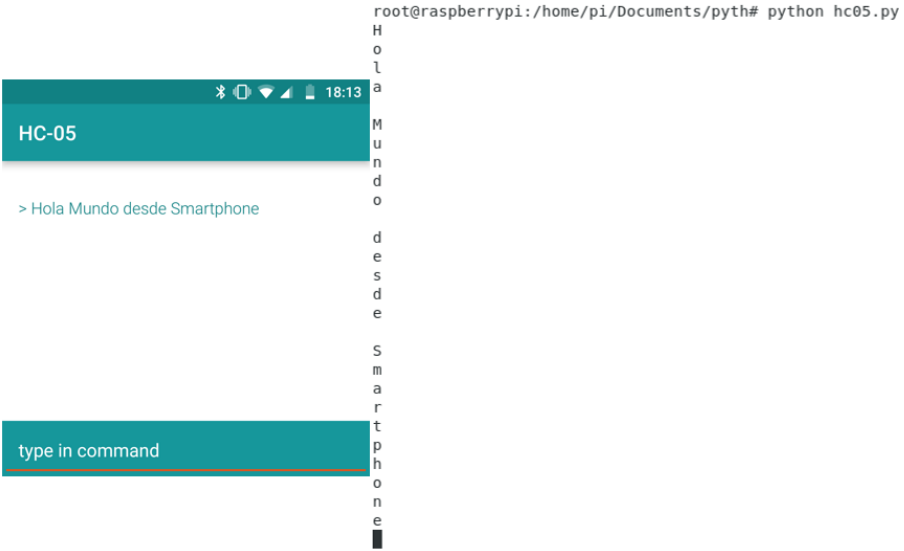 18:13
HC-05
> Hola Mundo desde Smartphone
type in command
root@raspberrypi:/home/pi/Documents/pyth# python hc05.py
H
o
l
a

M
u
n
d
o

d
e
s
d
e

S
m
a
r
t
p
h
o
n
e